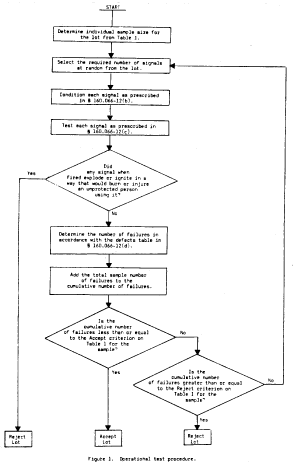 START
Determine individual sample size for
the lot from Table 1.
Select the required number of signals
at random from the lot.
Condition each signal as prescribed
in § 160.066-12(b).
Test each signal as prescribed in
§ 160.066-12(c).
Did
any signal when
fired explode or ignite in a
way that would burn or injure
an unprotected person
using it?
Yes
No
Determine the number of failures in
accordance with the defects table in
§ 160.066-12(d).
Add the total sample number
of failures to the
cumulative number of failures.
Is the
cumulative number
of failures less than or equal
to the Accept criterion on
Table 1 for the
sample?
No
Yes
Is the
cumulative number
of failures greater than or equal
to the Reject criterion on
Table 1 for the
sample?
No
Yes
Reject
Lot
Accept
Lot
Reject
Lot
Figure 1. Operational test procedure.